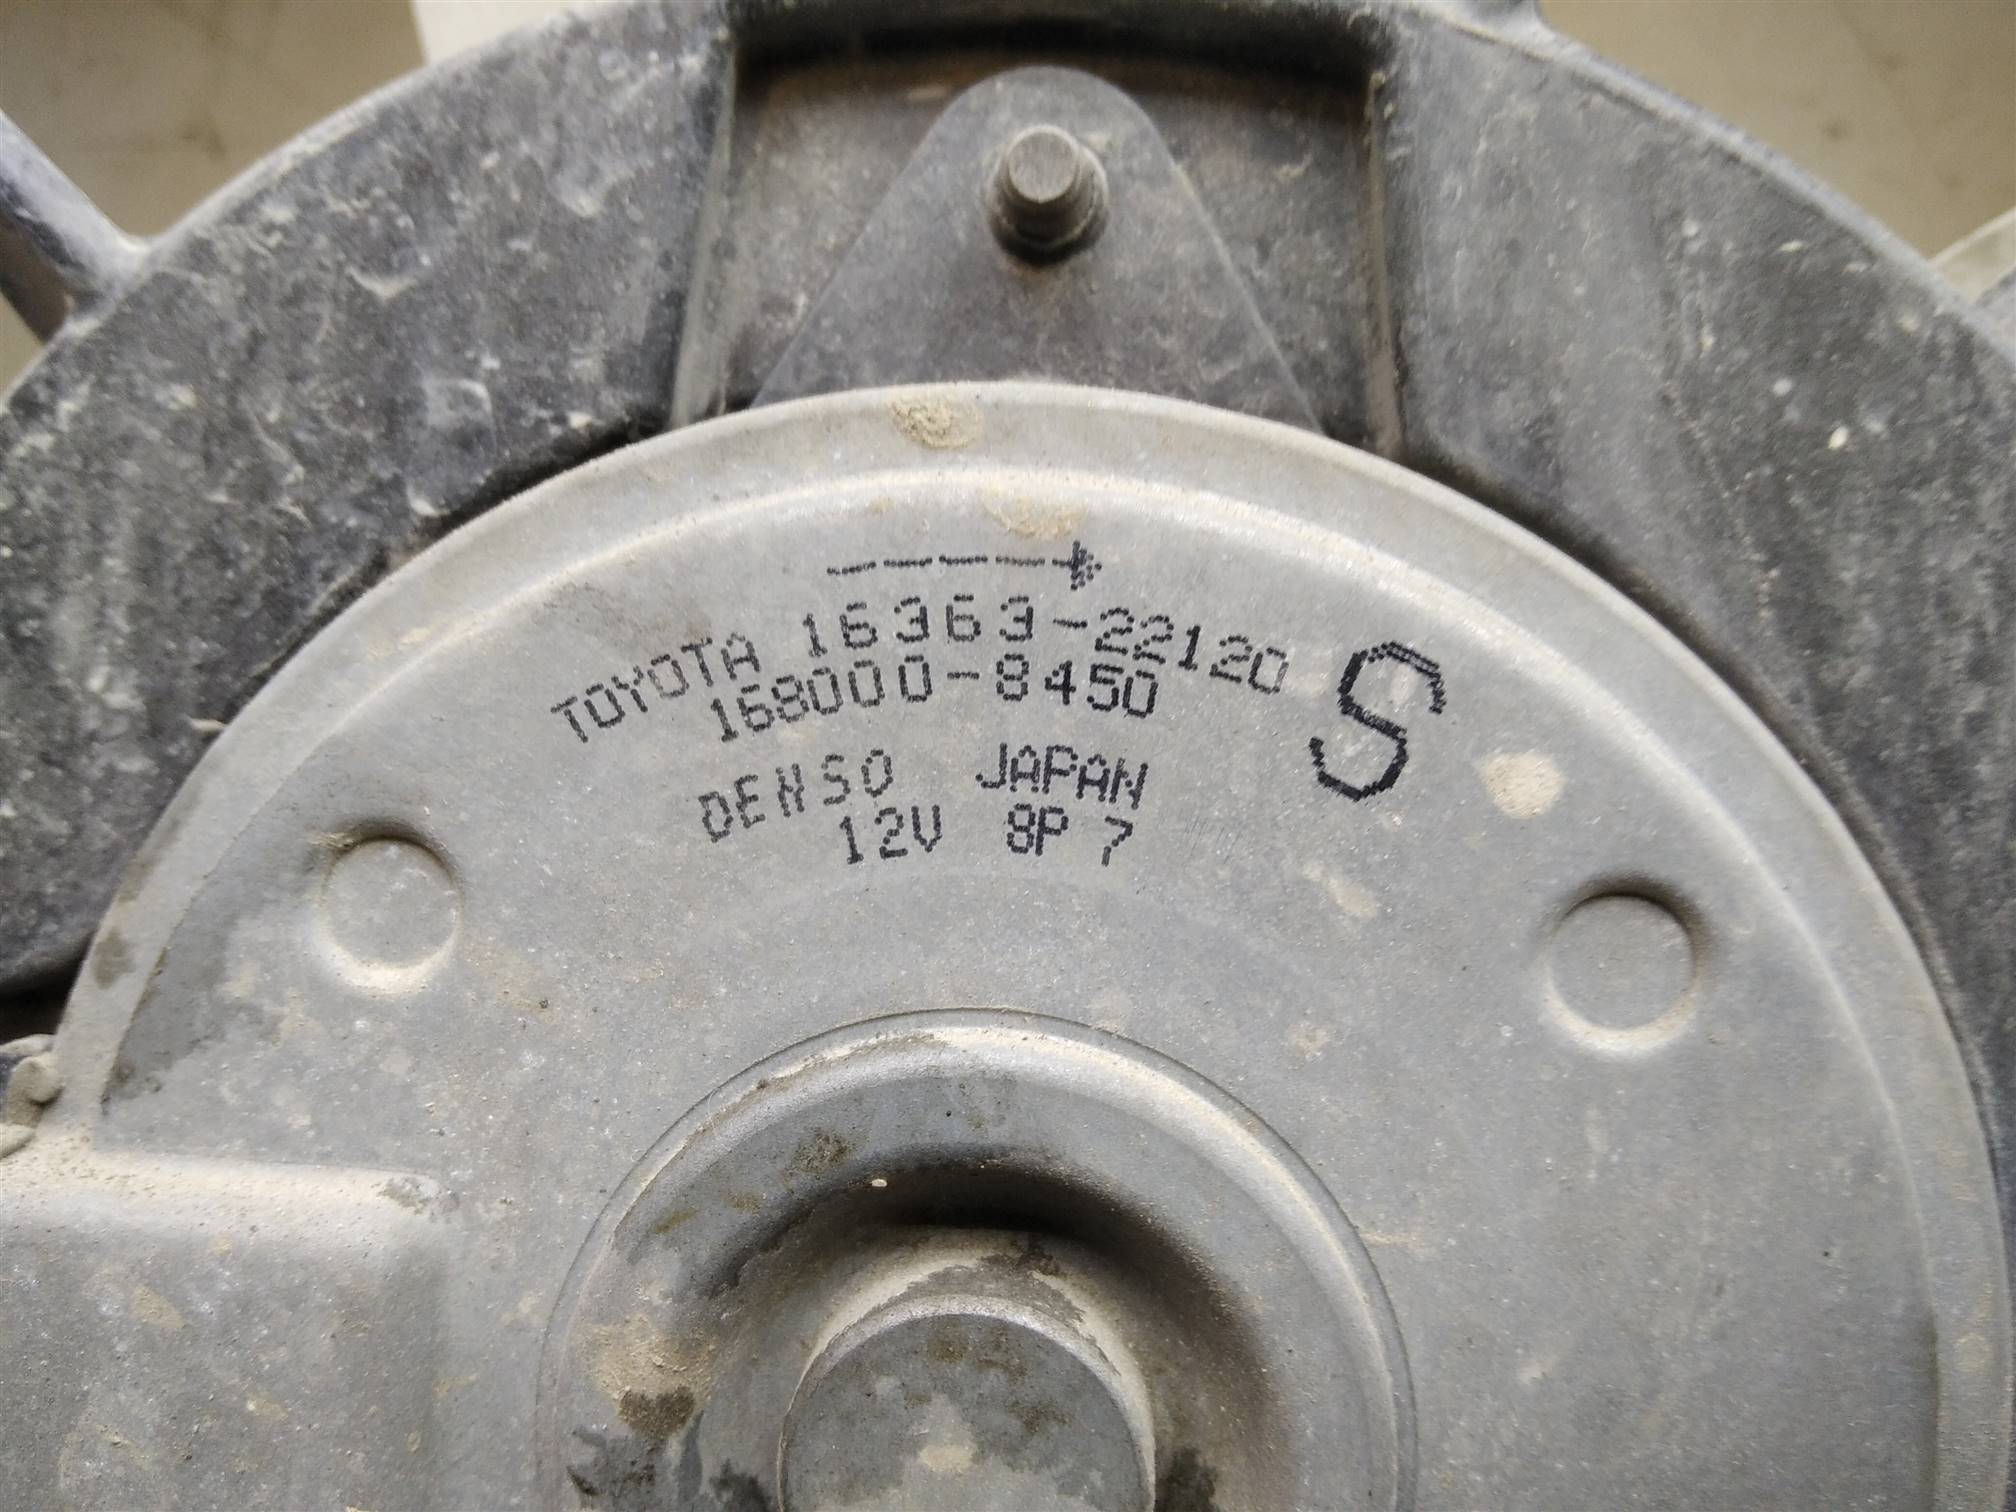 TOYOTA 16363-22120
168000-8450 S
DENSO JAPAN
12V 8P 7